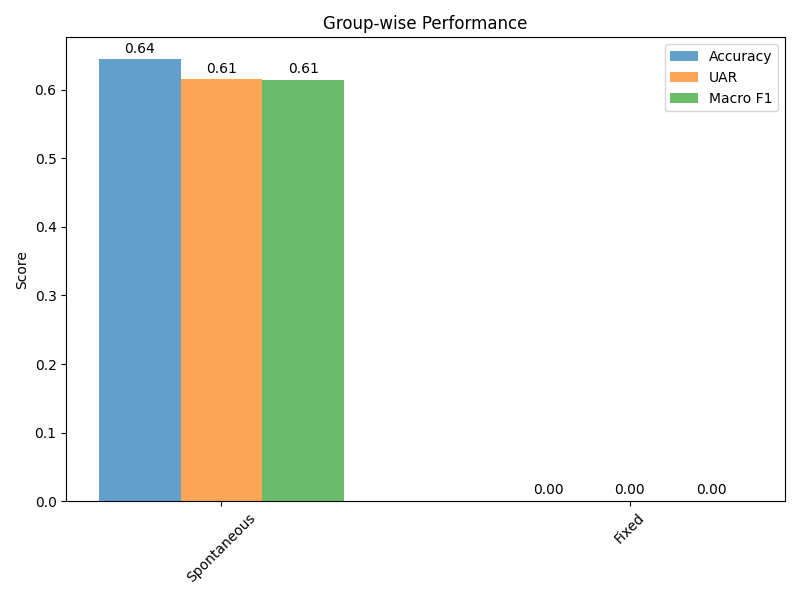 Group-wise Performance
Accuracy
UAR
Macro F1
0.64
0.61
0.61
0.00
0.00
0.00
Score
0.6
0.5
0.4
0.3
0.2
0.1
0.0
Spontaneous
Fixed